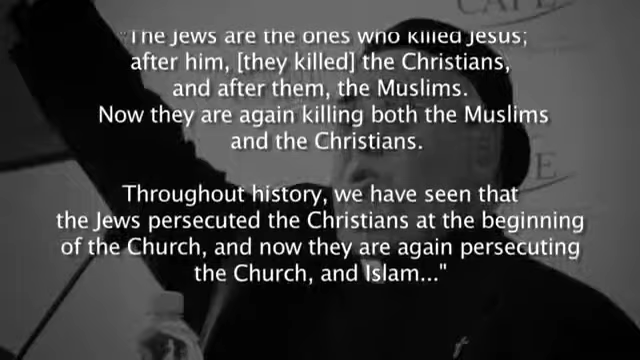 "The Jews are the ones who killed Jesus;
after him, [they killed] the Christians,
and after them, the Muslims.
Now they are again killing both the Muslims
and the Christians.
Throughout history, we have seen that
the Jews persecuted the Christians at the beginning
of the Church, and now they are again persecuting
the Church, and Islam..."